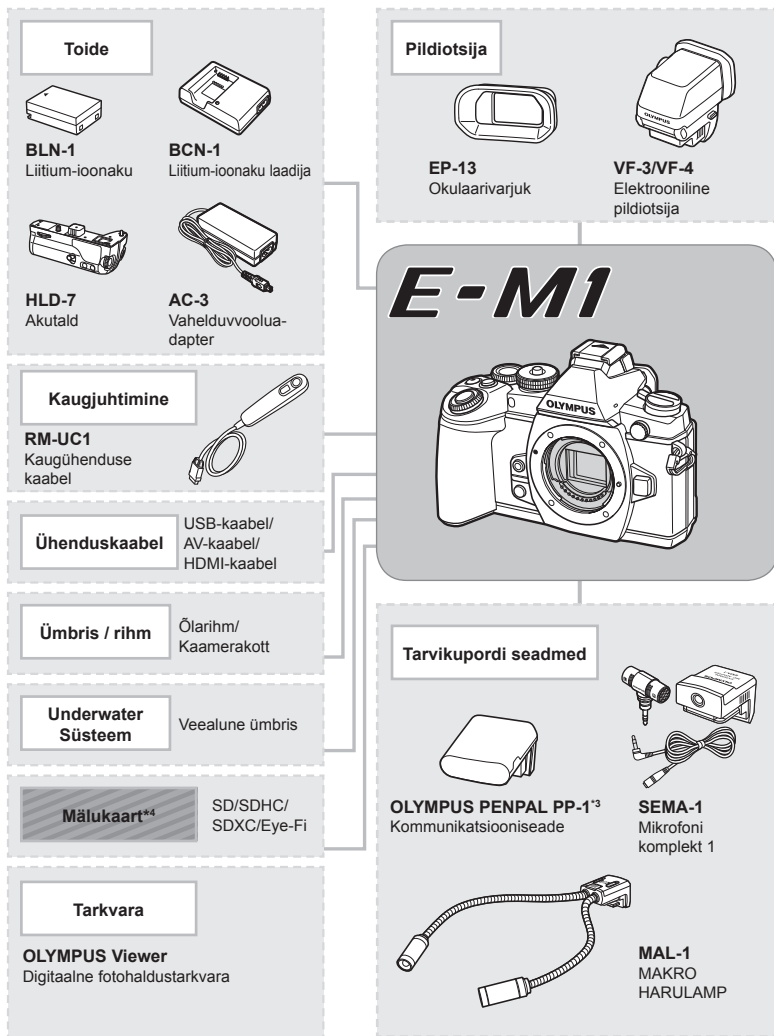 Toide
BLN-1
Liitium-ioonaku
BCN-1
Liitium-ioonaku laadija
HLD-7
Akutald
AC-3
Vahelduvvoolua-
dapter
Kaugjuhtimine
RM-UC1
Kaugühenduse
kaabel
Ühenduskaabel
USB-kaabel/
AV-kaabel/
HDMI-kaabel
Ümbris / rihm
Õlarihm/
Kaamerakott
Underwater
Süsteem
Veealune ümbris
Mälukaart*4
SD/SDHC/
SDXC/Eye-Fi
Tarkvara
OLYMPUS Viewer
Digitaalne fotohaldustarkvara
Pildiotsija
EP-13
Okulaarivarjuk
OLYMPUS
VF-3/VF-4
Elektrooniline
pildiotsija
E-M1
OLYMPUS
Tarvikupordi seadmed
OLYMPUS PENPAL PP-1*3
Kommunikatsiooniseade
SEMA-1
Mikrofoni
komplekt 1
MAL-1
MAKRO
HARULAMP